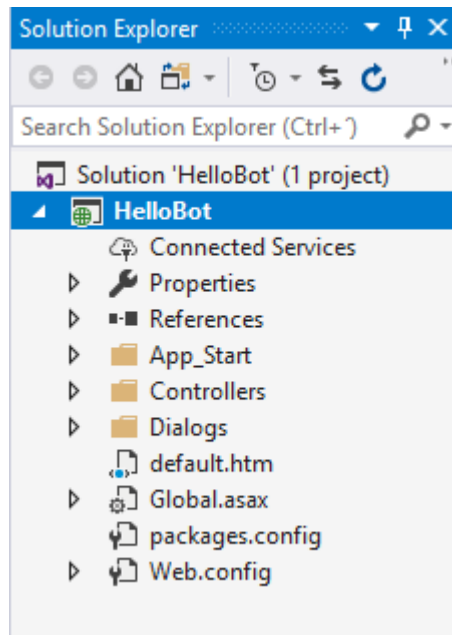 Solution Explorer
Search Solution Explorer (Ctrl+')
Solution 'HelloBot' (1 project)
HelloBot
Connected Services
Properties
References
App_Start
Controllers
Dialogs
default.htm
Global.asax
packages.config
Web.config